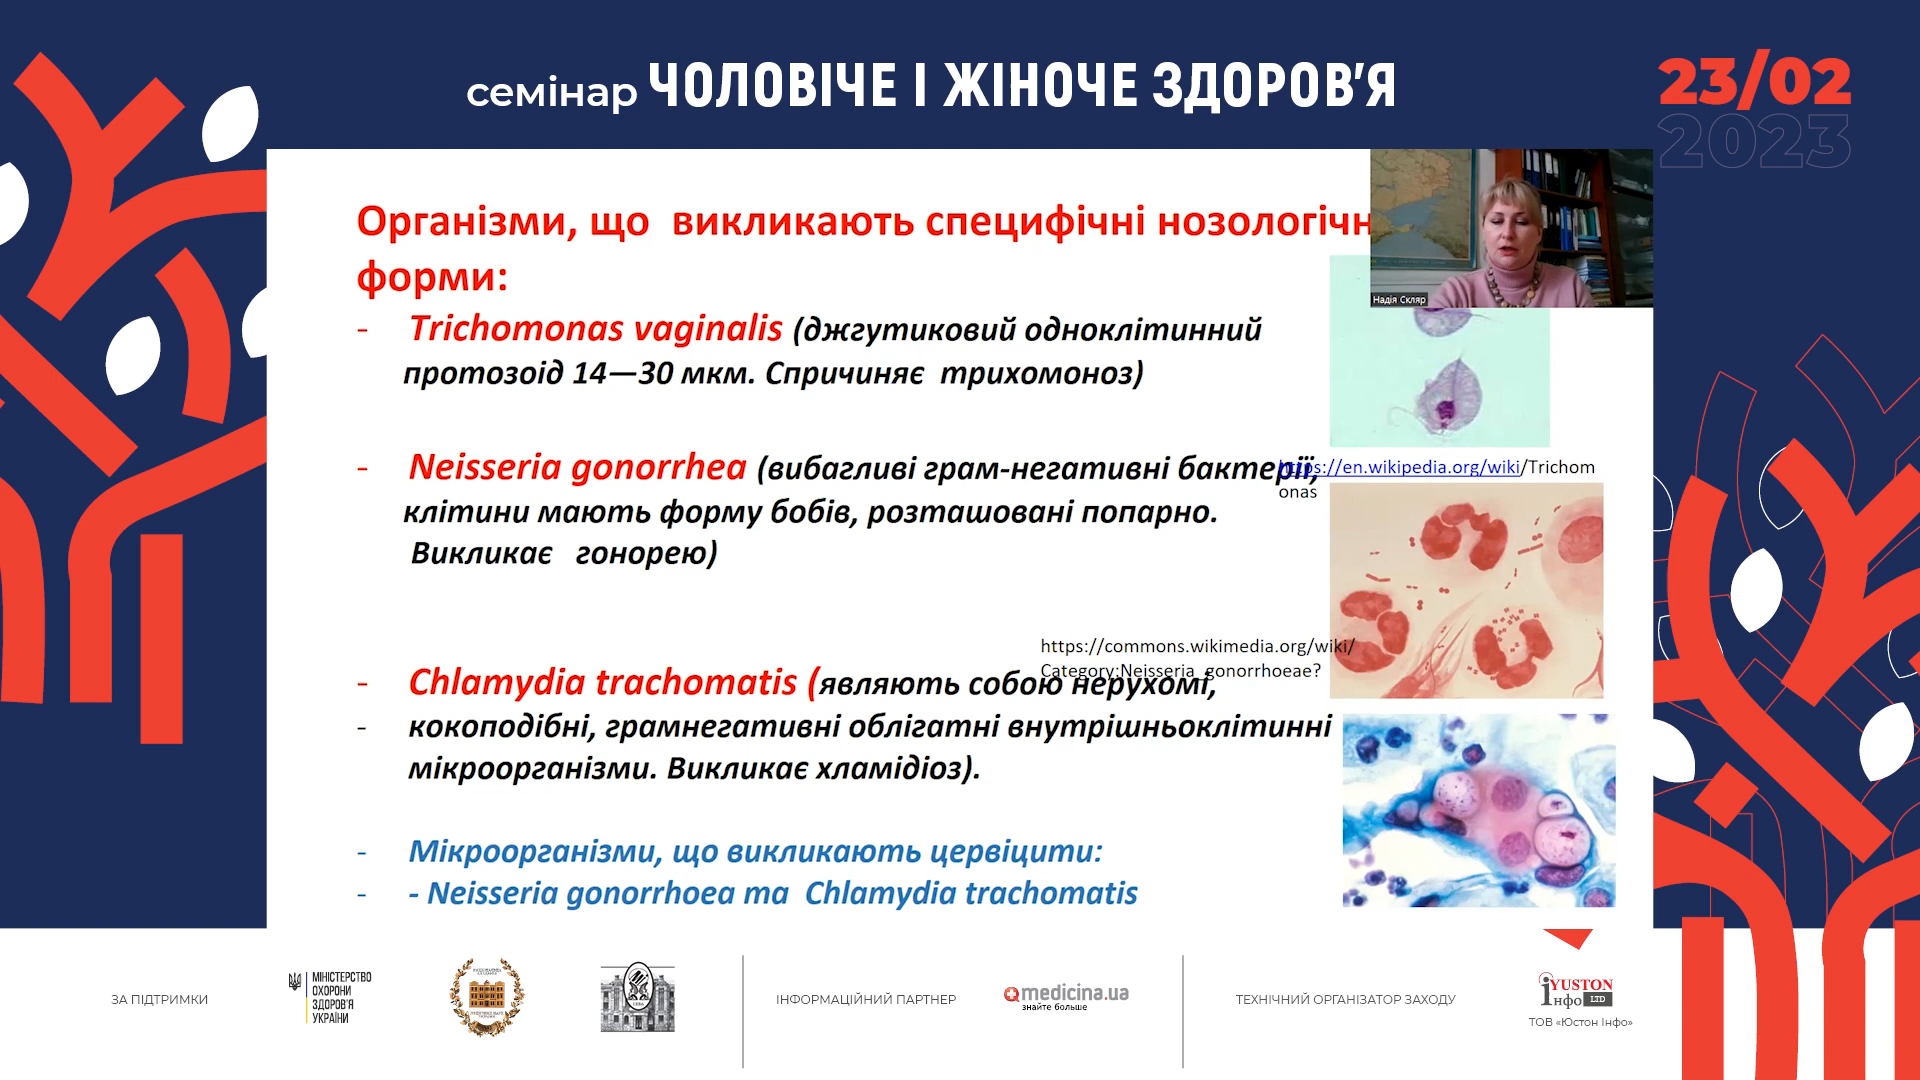 семінар ЧОЛОВІЧЕ І ЖІНОЧЕ ЗДОРОВ'Я
23/02
2023
Організми, що викликають специфічні нозологічн
форми:
- Trichomonas vaginalis (джгутиковий одноклітинний
протозоїд 14—30 мкм. Спричиняє трихомоноз)
- Neisseria gonorrhea (вибагливі грам-негативні бактерії,
клітини мають форму бобів, розташовані попарно.
Викликає гонорею)
- Chlamydia trachomatis (являють собою нерухомі,
- кокоподібні, грамнегативні облігатні внутрішньоклітинні
мікроорганізми. Викликає хламідіоз).
- Мікроорганізми, що викликають цервіцити:
- - Neisseria gonorrhoea та Chlamydia trachomatis
Надія Скляр
https://en.wikipedia.org/wiki/Trichom
onas
https://commons.wikimedia.org/wiki/
Category:Neisseria_gonorrhoeae?
ЗА ПІДТРИМКИ
МІНІСТЕРСТВО
ОХОРОНИ
ЗДОРОВ'Я
УКРАЇНИ
ІНФОРМАЦІЙНИЙ ПАРТНЕР
medicina.ua
знайте больше
ТЕХНІЧНИЙ ОРГАНІЗАТОР ЗАХОДУ
YUSTON
Інфо LTD
ТОВ «Юстон Інфо»